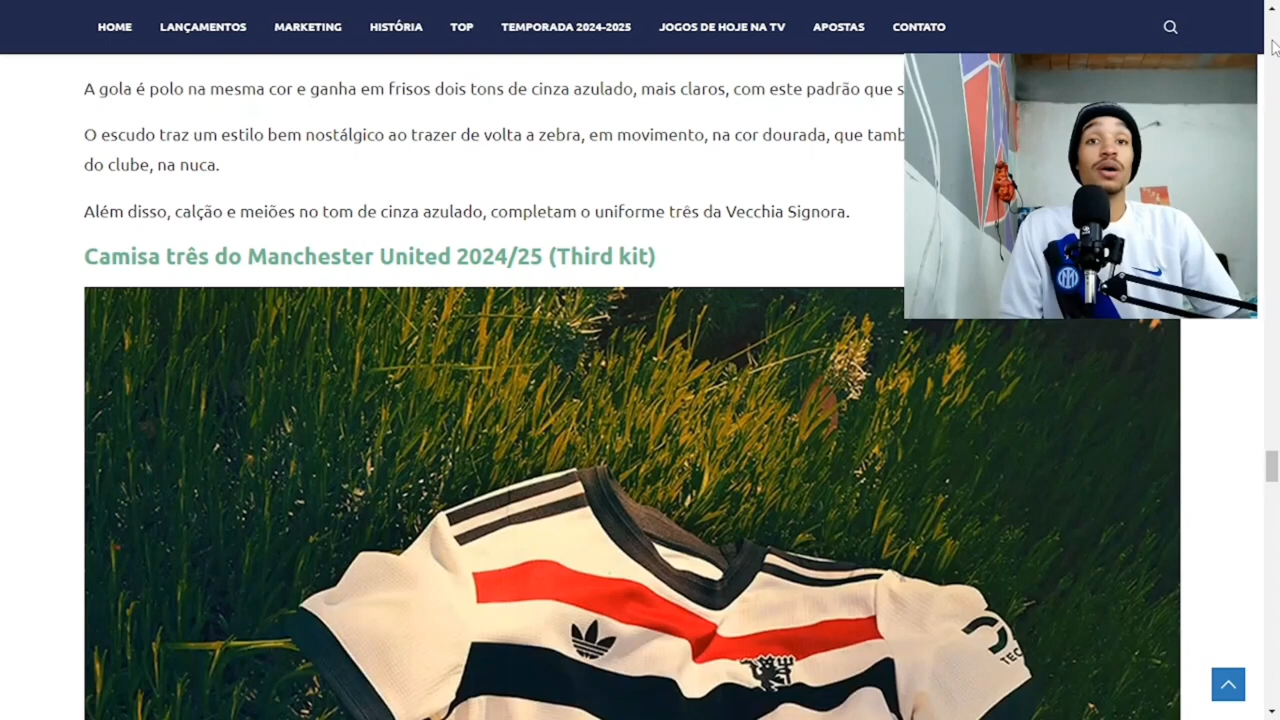 HOME LANÇAMENTOS MARKETING HISTÓRIA TOP TEMPORADA 2024-2025 JOGOS DE HOJE NA TV APOSTAS CONTATO
A gola é polo na mesma cor e ganha em frisos dois tons de cinza azulado, mais claros, com este padrão que s
O escudo traz um estilo bem nostálgico ao trazer de volta a zebra, em movimento, na cor dourada, que tamb
do clube, na nuca.
Além disso, calção e meiões no tom de cinza azulado, completam o uniforme três da Vecchia Signora.
Camisa três do Manchester United 2024/25 (Third kit)
TEC